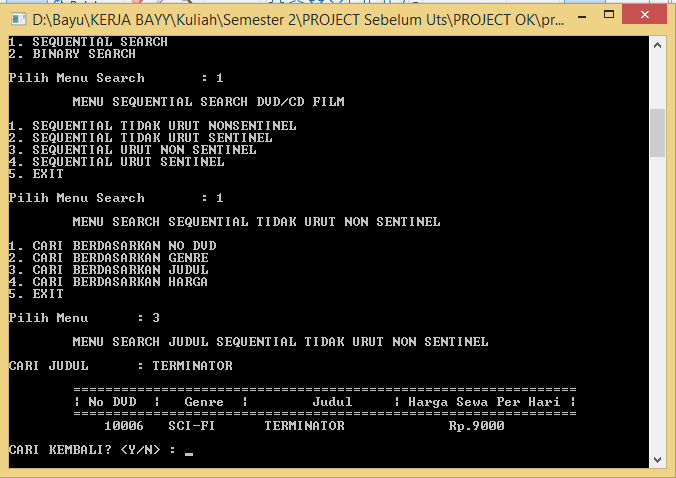 D:\Bayu\KERJA BAYY\Kuliah\Semester 2\PROJECT Sebelum Uts\PROJECT OK\pr...
1. SEQUENTIAL SEARCH
2. BINARY SEARCH
Pilih Menu Search : 1
MENU SEQUENTIAL SEARCH DVD/CD FILM
1. SEQUENTIAL TIDAK URUT NONSENTINEL
2. SEQUENTIAL TIDAK URUT SENTINEL
3. SEQUENTIAL URUT NON SENTINEL
4. SEQUENTIAL URUT SENTINEL
5. EXIT
Pilih Menu Search : 1
MENU SEARCH SEQUENTIAL TIDAK URUT NON SENTINEL
1. CARI BERDASARKAN NO DVD
2. CARI BERDASARKAN GENRE
3. CARI BERDASARKAN JUDUL
4. CARI BERDASARKAN HARGA
5. EXIT
Pilih Menu : 3
MENU SEARCH JUDUL SEQUENTIAL TIDAK URUT NON SENTINEL
CARI JUDUL : TERMINATOR
===============================================================
| No DVD | Genre | Judul | Harga Sewa Per Hari |
===============================================================
10006 SCI-FI TERMINATOR Rp.9000
CARI KEMBALI? <Y/N> : _